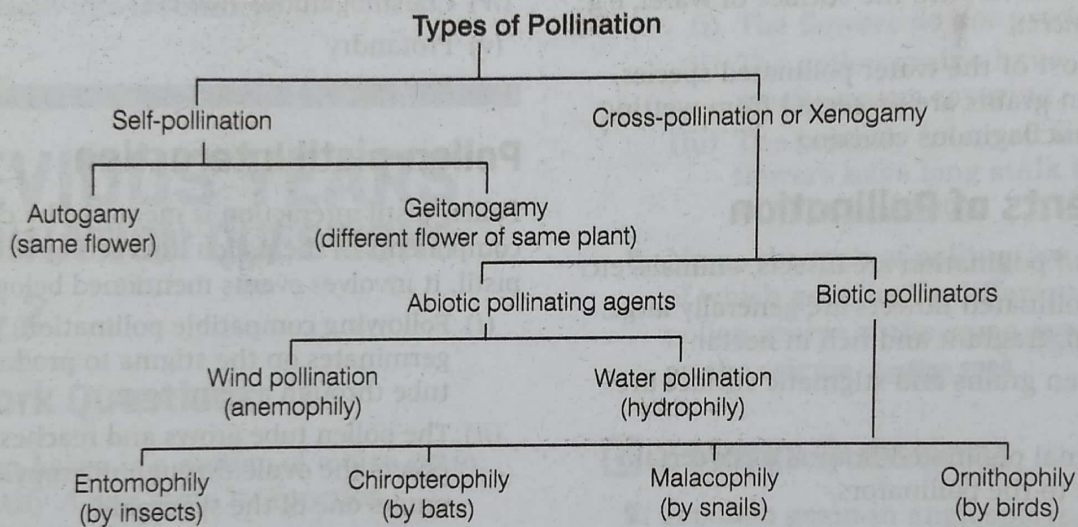 Types of Pollination
Self-pollination
Cross-pollination or Xenogamy
Autogamy
(same flower)
Geitonogamy
(different flower of same plant)
Abiotic pollinating agents
Biotic pollinators
Wind pollination
(anemophily)
Water pollination
(hydrophily)
Entomophily
(by insects)
Chiropterophily
(by bats)
Malacophily
(by snails)
Ornithophily
(by birds)